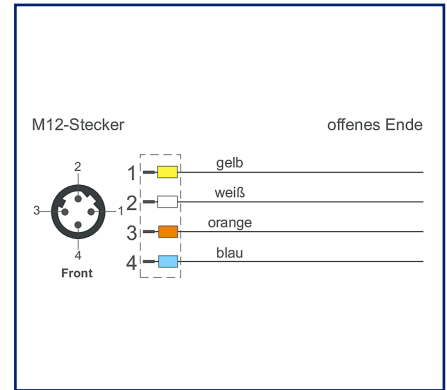 M12-Stecker offenes Ende
2
3 1
4
Front
1 gelb
2 weiß
3 orange
4 blau